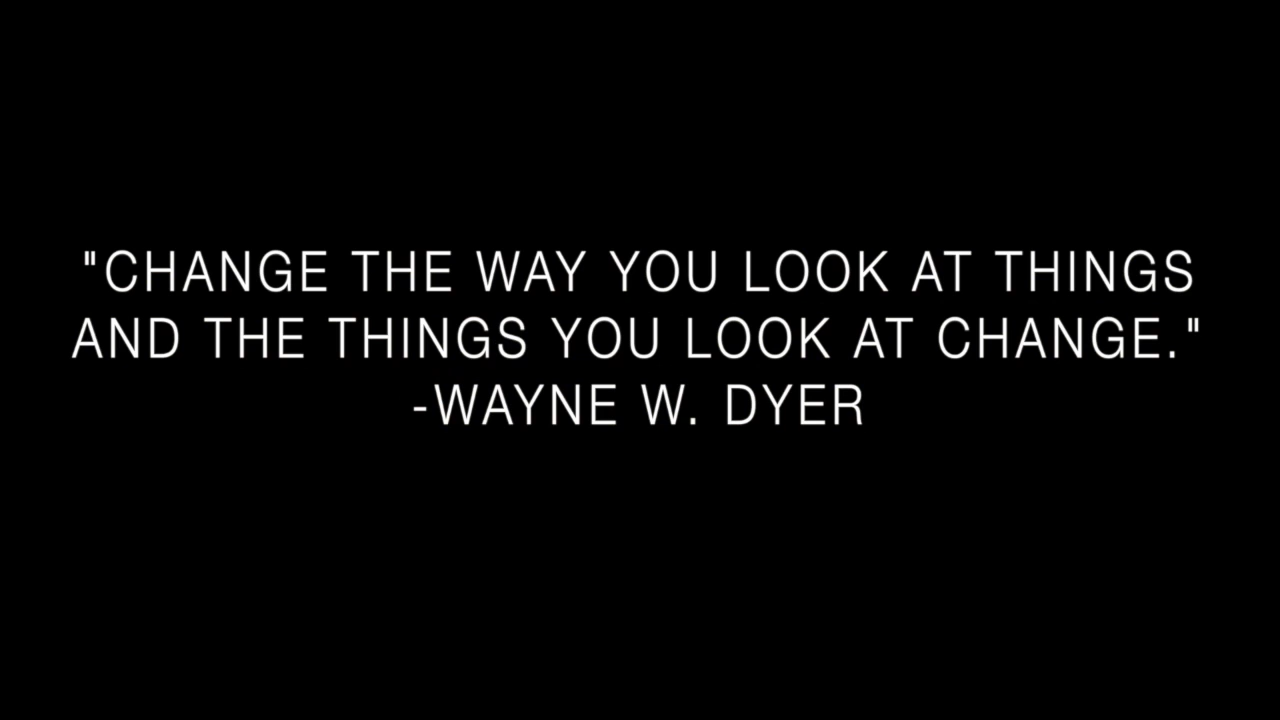 "CHANGE THE WAY YOU LOOK AT THINGS
AND THE THINGS YOU LOOK AT CHANGE."
-WAYNE W. DYER